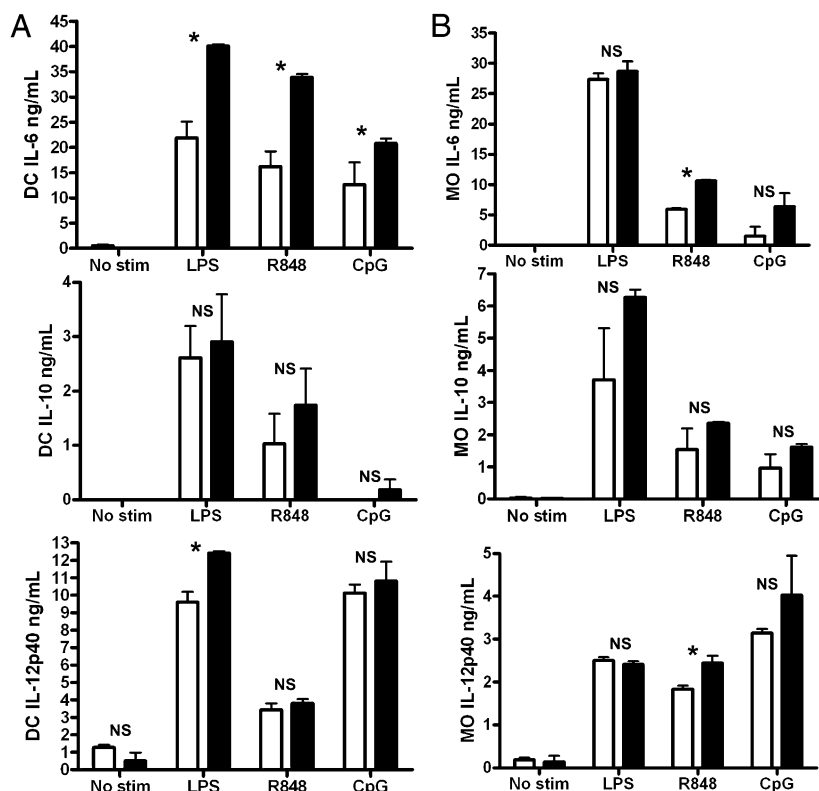 A
DC IL-6 ng/mL
45
40
35
30
25
20
15
10
5
0
*
*
*
No stim LPS R848 CpG
DC IL-10 ng/mL
4
3
2
1
0
NS
NS
NS
No stim LPS R848 CpG
DC IL-12p40 ng/mL
13
12
11
10
9
8
7
6
5
4
3
2
1
0
NS
*
NS
NS
No stim LPS R848 CpG
B
MO IL-6 ng/mL
35
30
25
20
15
10
5
0
NS
*
NS
No stim LPS R848 CpG
MO IL-10 ng/mL
7
6
5
4
3
2
1
0
NS
NS
NS
No stim LPS R848 CpG
MO IL-12p40 ng/mL
5
4
3
2
1
0
NS
*
NS
No stim LPS R848 CpG